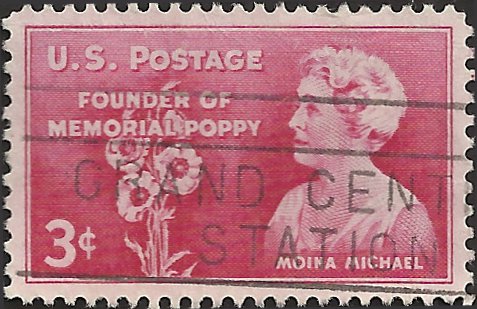 U.S. POSTAGE
FOUNDER OF
MEMORIAL POPPY
GRAND CENT
STATION
3¢
MOINA MICHAEL